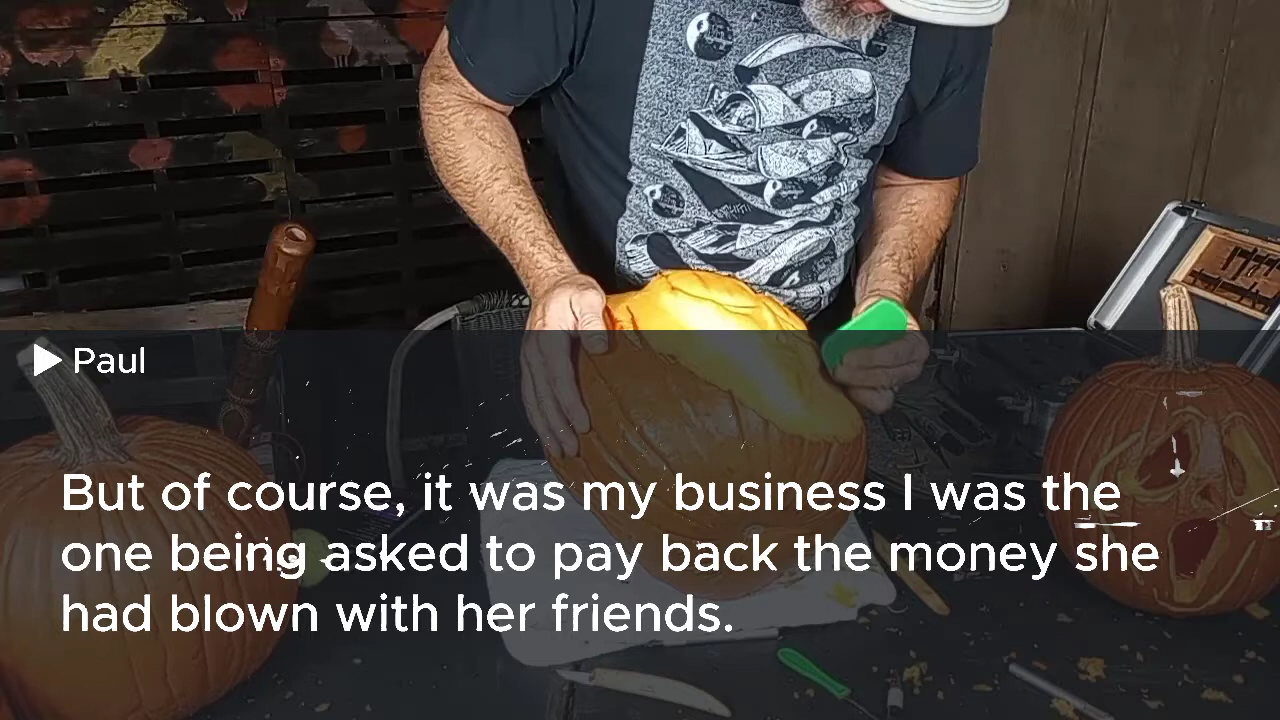 Paul
But of course, it was my business I was the
one being asked to pay back the money she
had blown with her friends.